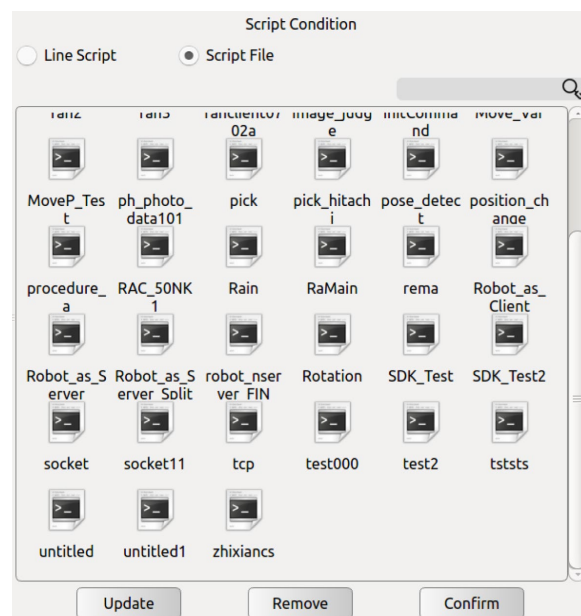 Script Condition
Line Script
Script File
02a
e
nd
MoveP_Tes
t
ph_photo_
data101
pick
pick_hitach
i
pose_detec
t
position_ch
ange
procedure_
a
RAC_50NK
1
Rain
RaMain
rema
Robot_as_
Client
Robot_as_S
erver
Robot_as_S
erver_Split
robot_nser
ver_FIN
Rotation
SDK_Test
SDK_Test2
socket
socket11
tcp
test000
test2
tststs
untitled
untitled1
zhixiancs
Update
Remove
Confirm